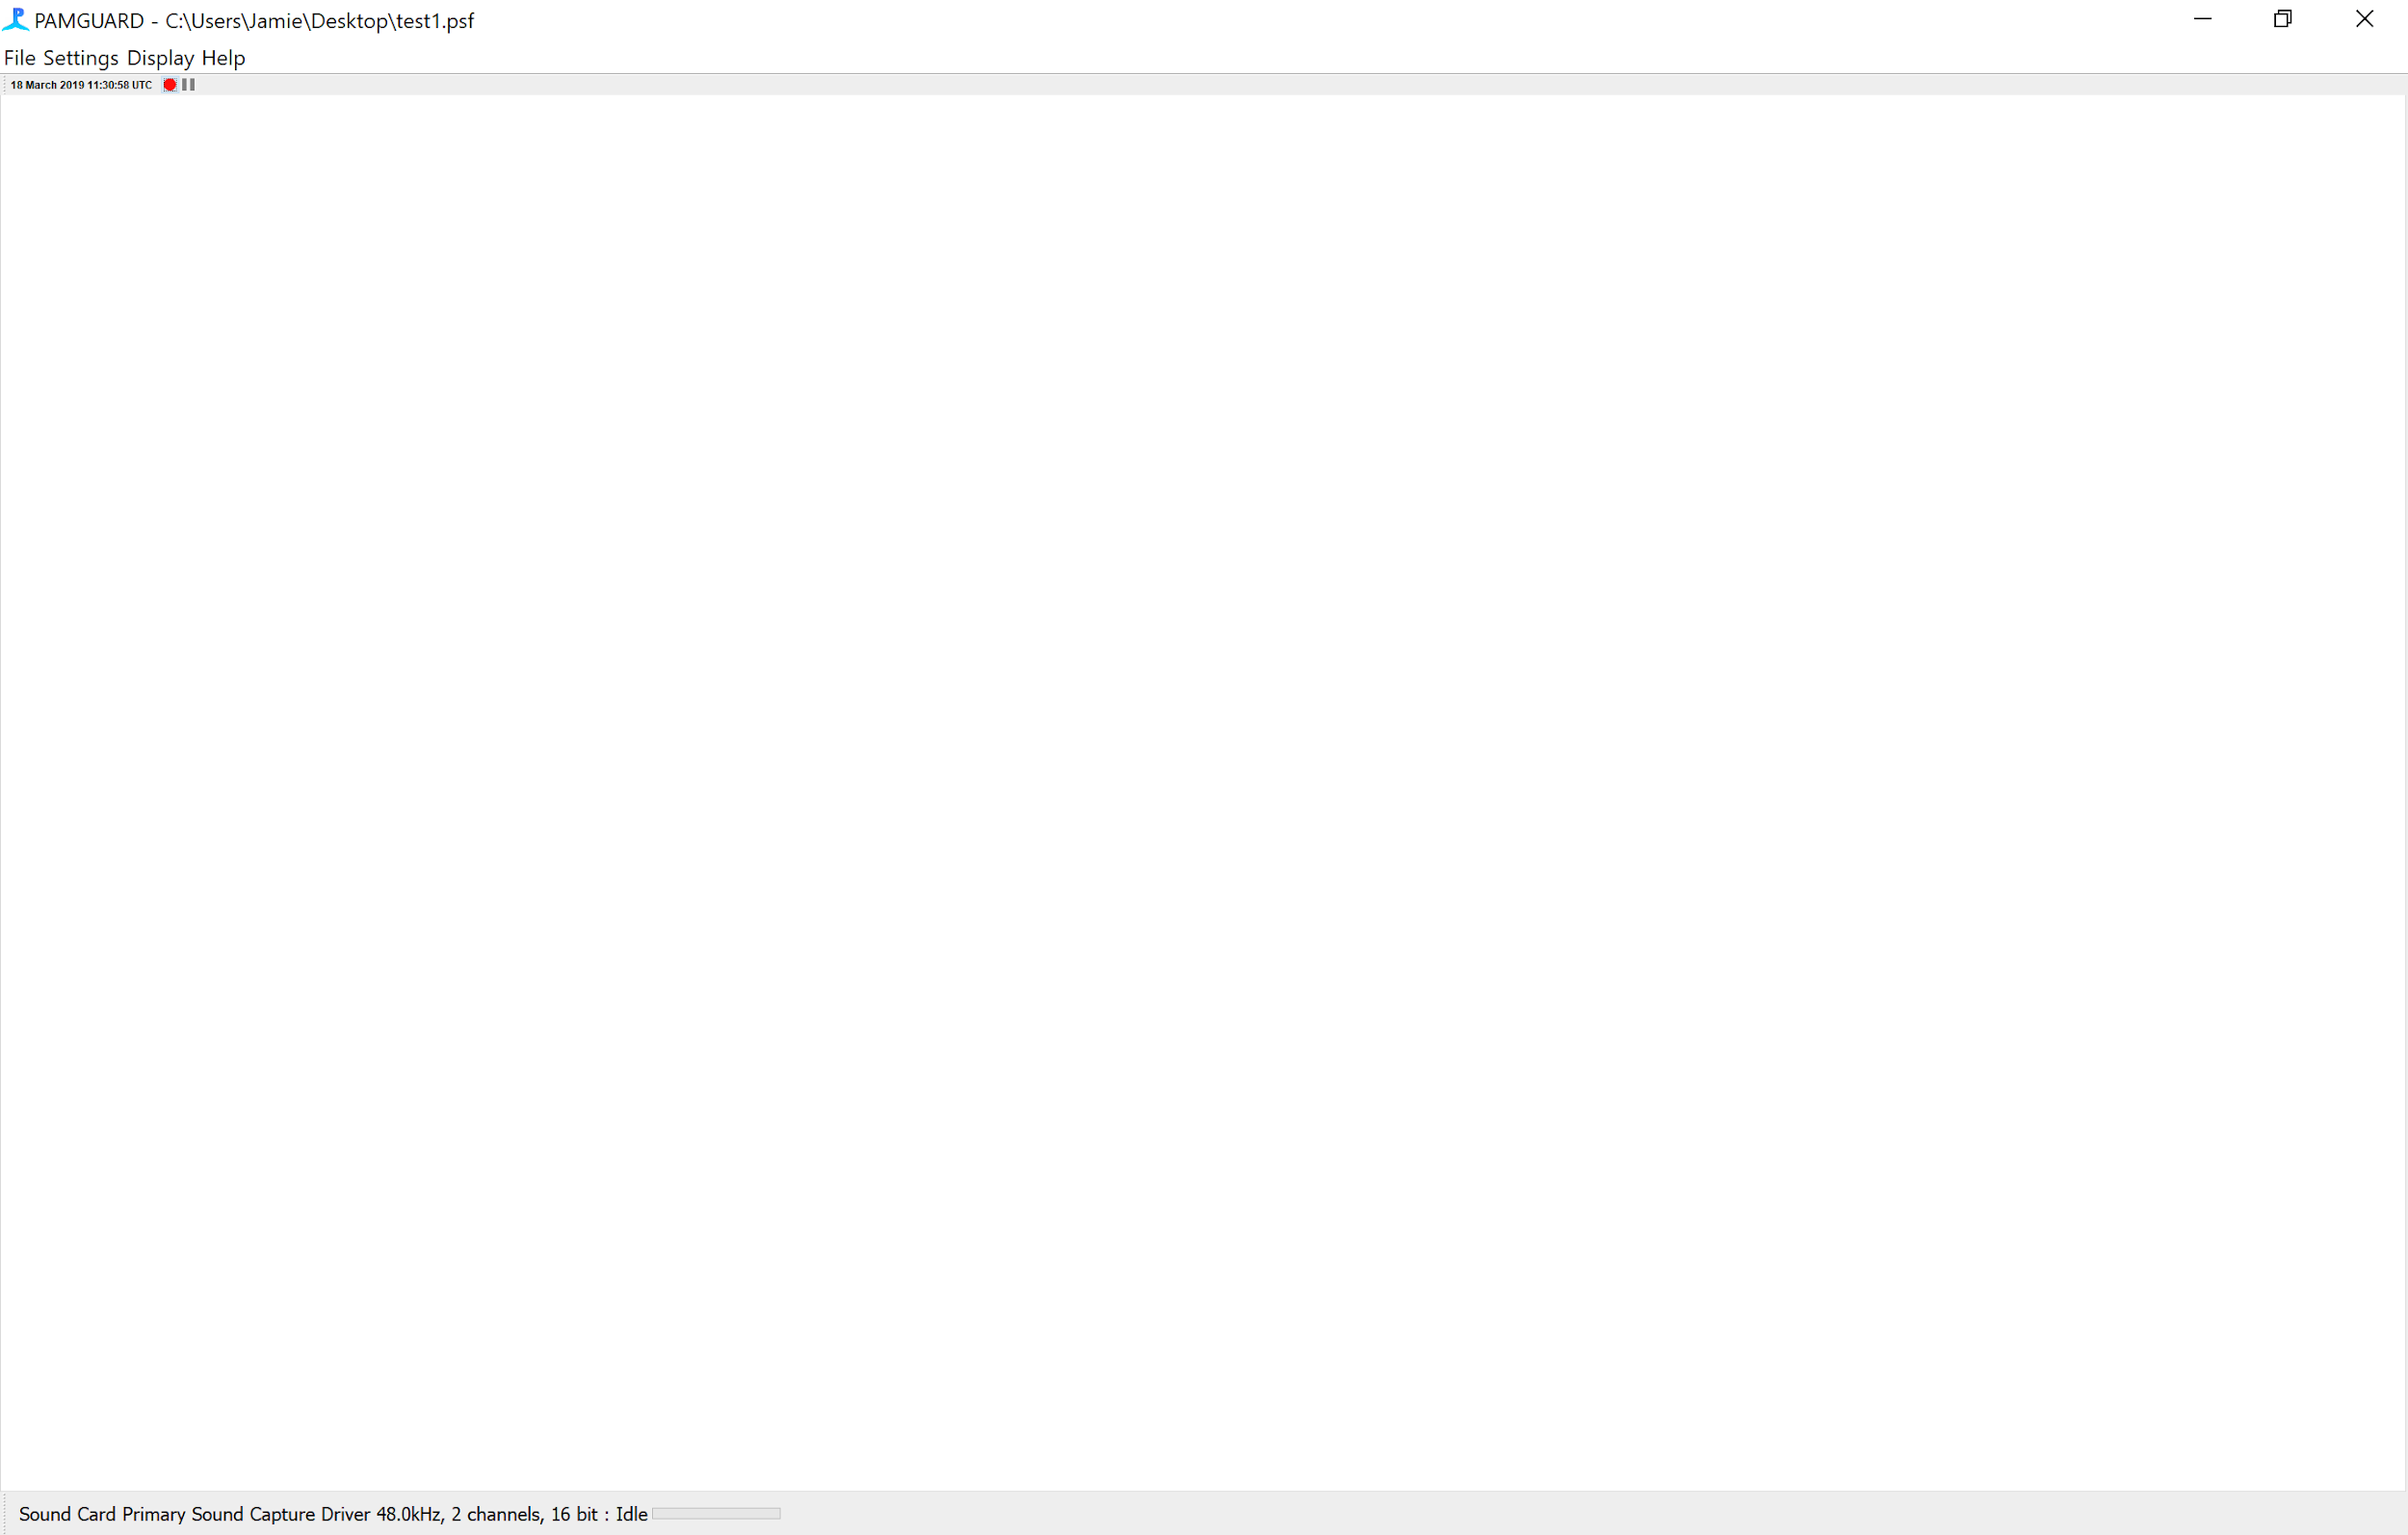 PAMGUARD - C:\Users\Jamie\Desktop\test1.psf
File Settings Display Help
18 March 2019 11:30:58 UTC
Sound Card Primary Sound Capture Driver 48.0kHz, 2 channels, 16 bit : Idle